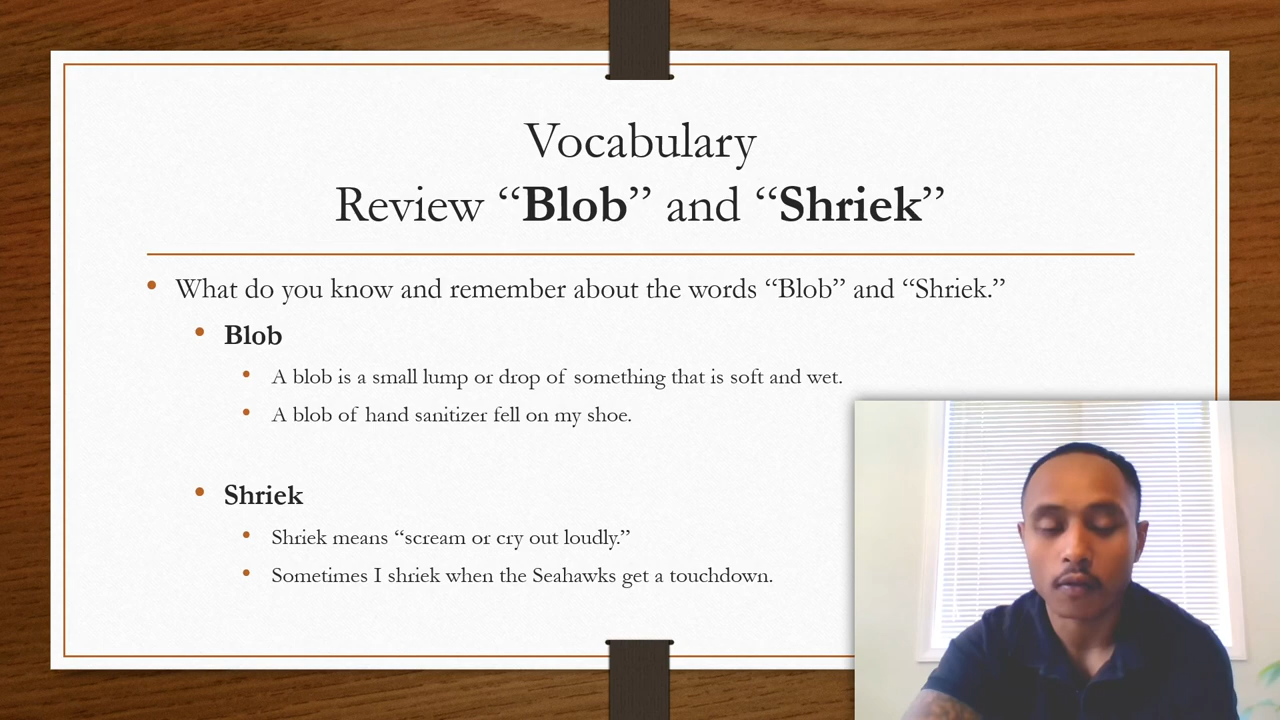 Vocabulary
Review “Blob” and “Shriek”
What do you know and remember about the words “Blob” and “Shriek.”
Blob
A blob is a small lump or drop of something that is soft and wet.
A blob of hand sanitizer fell on my shoe.
Shriek
Shriek means “scream or cry out loudly.”
Sometimes I shriek when the Seahawks get a touchdown.